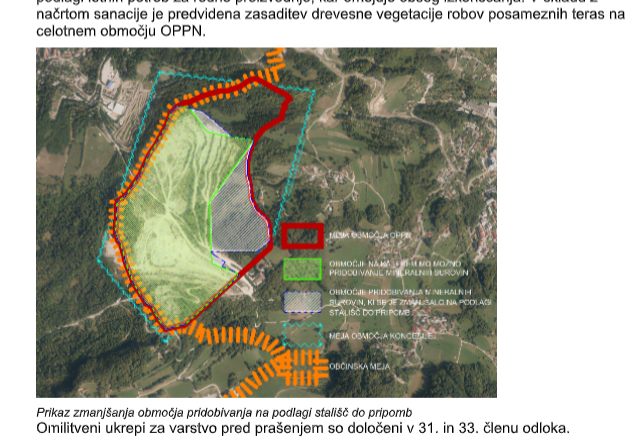 načrtom sanacije je predvidena zasaditev drevesne vegetacije robov posameznih teras na
celotnem območju OPPN.
MEJA OBMOČJA OPPN
OBMOČJE NA KATEREM MO MOŽNO
PRIDOBIVANJE MINERALNIH SUROVIN
OBMOČJE PRIDOBIVANJA MINERALNIH
SUROVIN, KI SE JE ZMANJŠALO NA PODLAGI
STALIŠČ DO PRIPOMB
MEJA OBMOČJA KONCESIJE
OBČINSKA MEJA
Prikaz zmanjšanja območja pridobivanja na podlagi stališč do pripomb
Omilitveni ukrepi za varstvo pred prašenjem so določeni v 31. in 33. členu odloka.